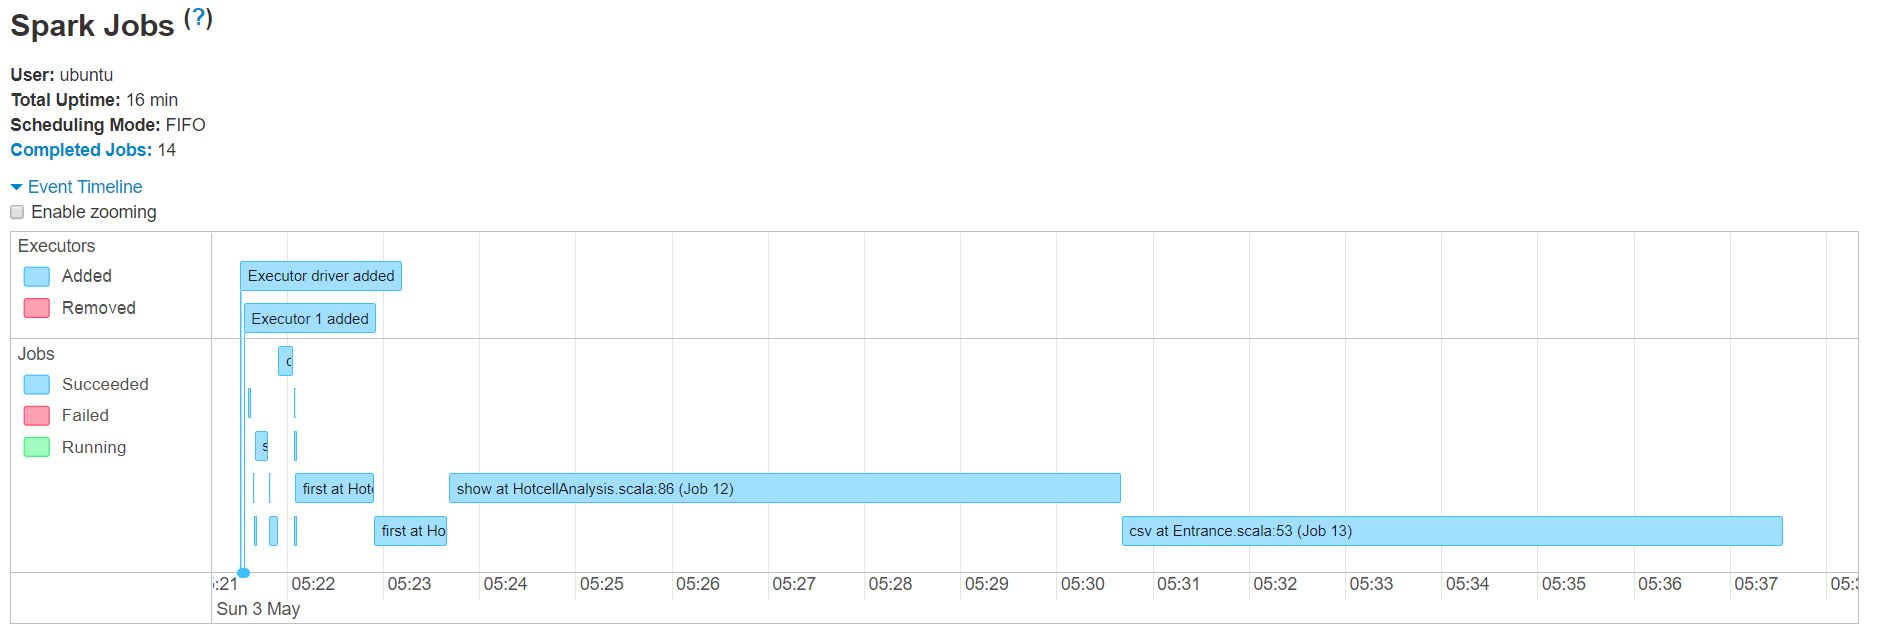 Spark Jobs (?)
User: ubuntu
Total Uptime: 16 min
Scheduling Mode: FIFO
Completed Jobs: 14
Event Timeline
Enable zooming
Executors
Added
Removed
Executor driver added
Executor 1 added
Jobs
Succeeded
Failed
Running
c
s
first at Hote
show at HotcellAnalysis.scala:86 (Job 12)
first at Ho
csv at Entrance.scala:53 (Job 13)
:21 05:22 05:23 05:24 05:25 05:26 05:27 05:28 05:29 05:30 05:31 05:32 05:33 05:34 05:35 05:36 05:37 05:3
Sun 3 May